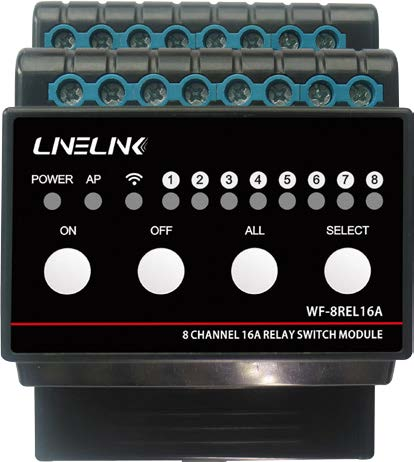 LINELINK
POWER AP 1 2 3 4 5 6 7 8
ON OFF ALL SELECT
WF-8REL16A
8 CHANNEL 16A RELAY SWITCH MODULE